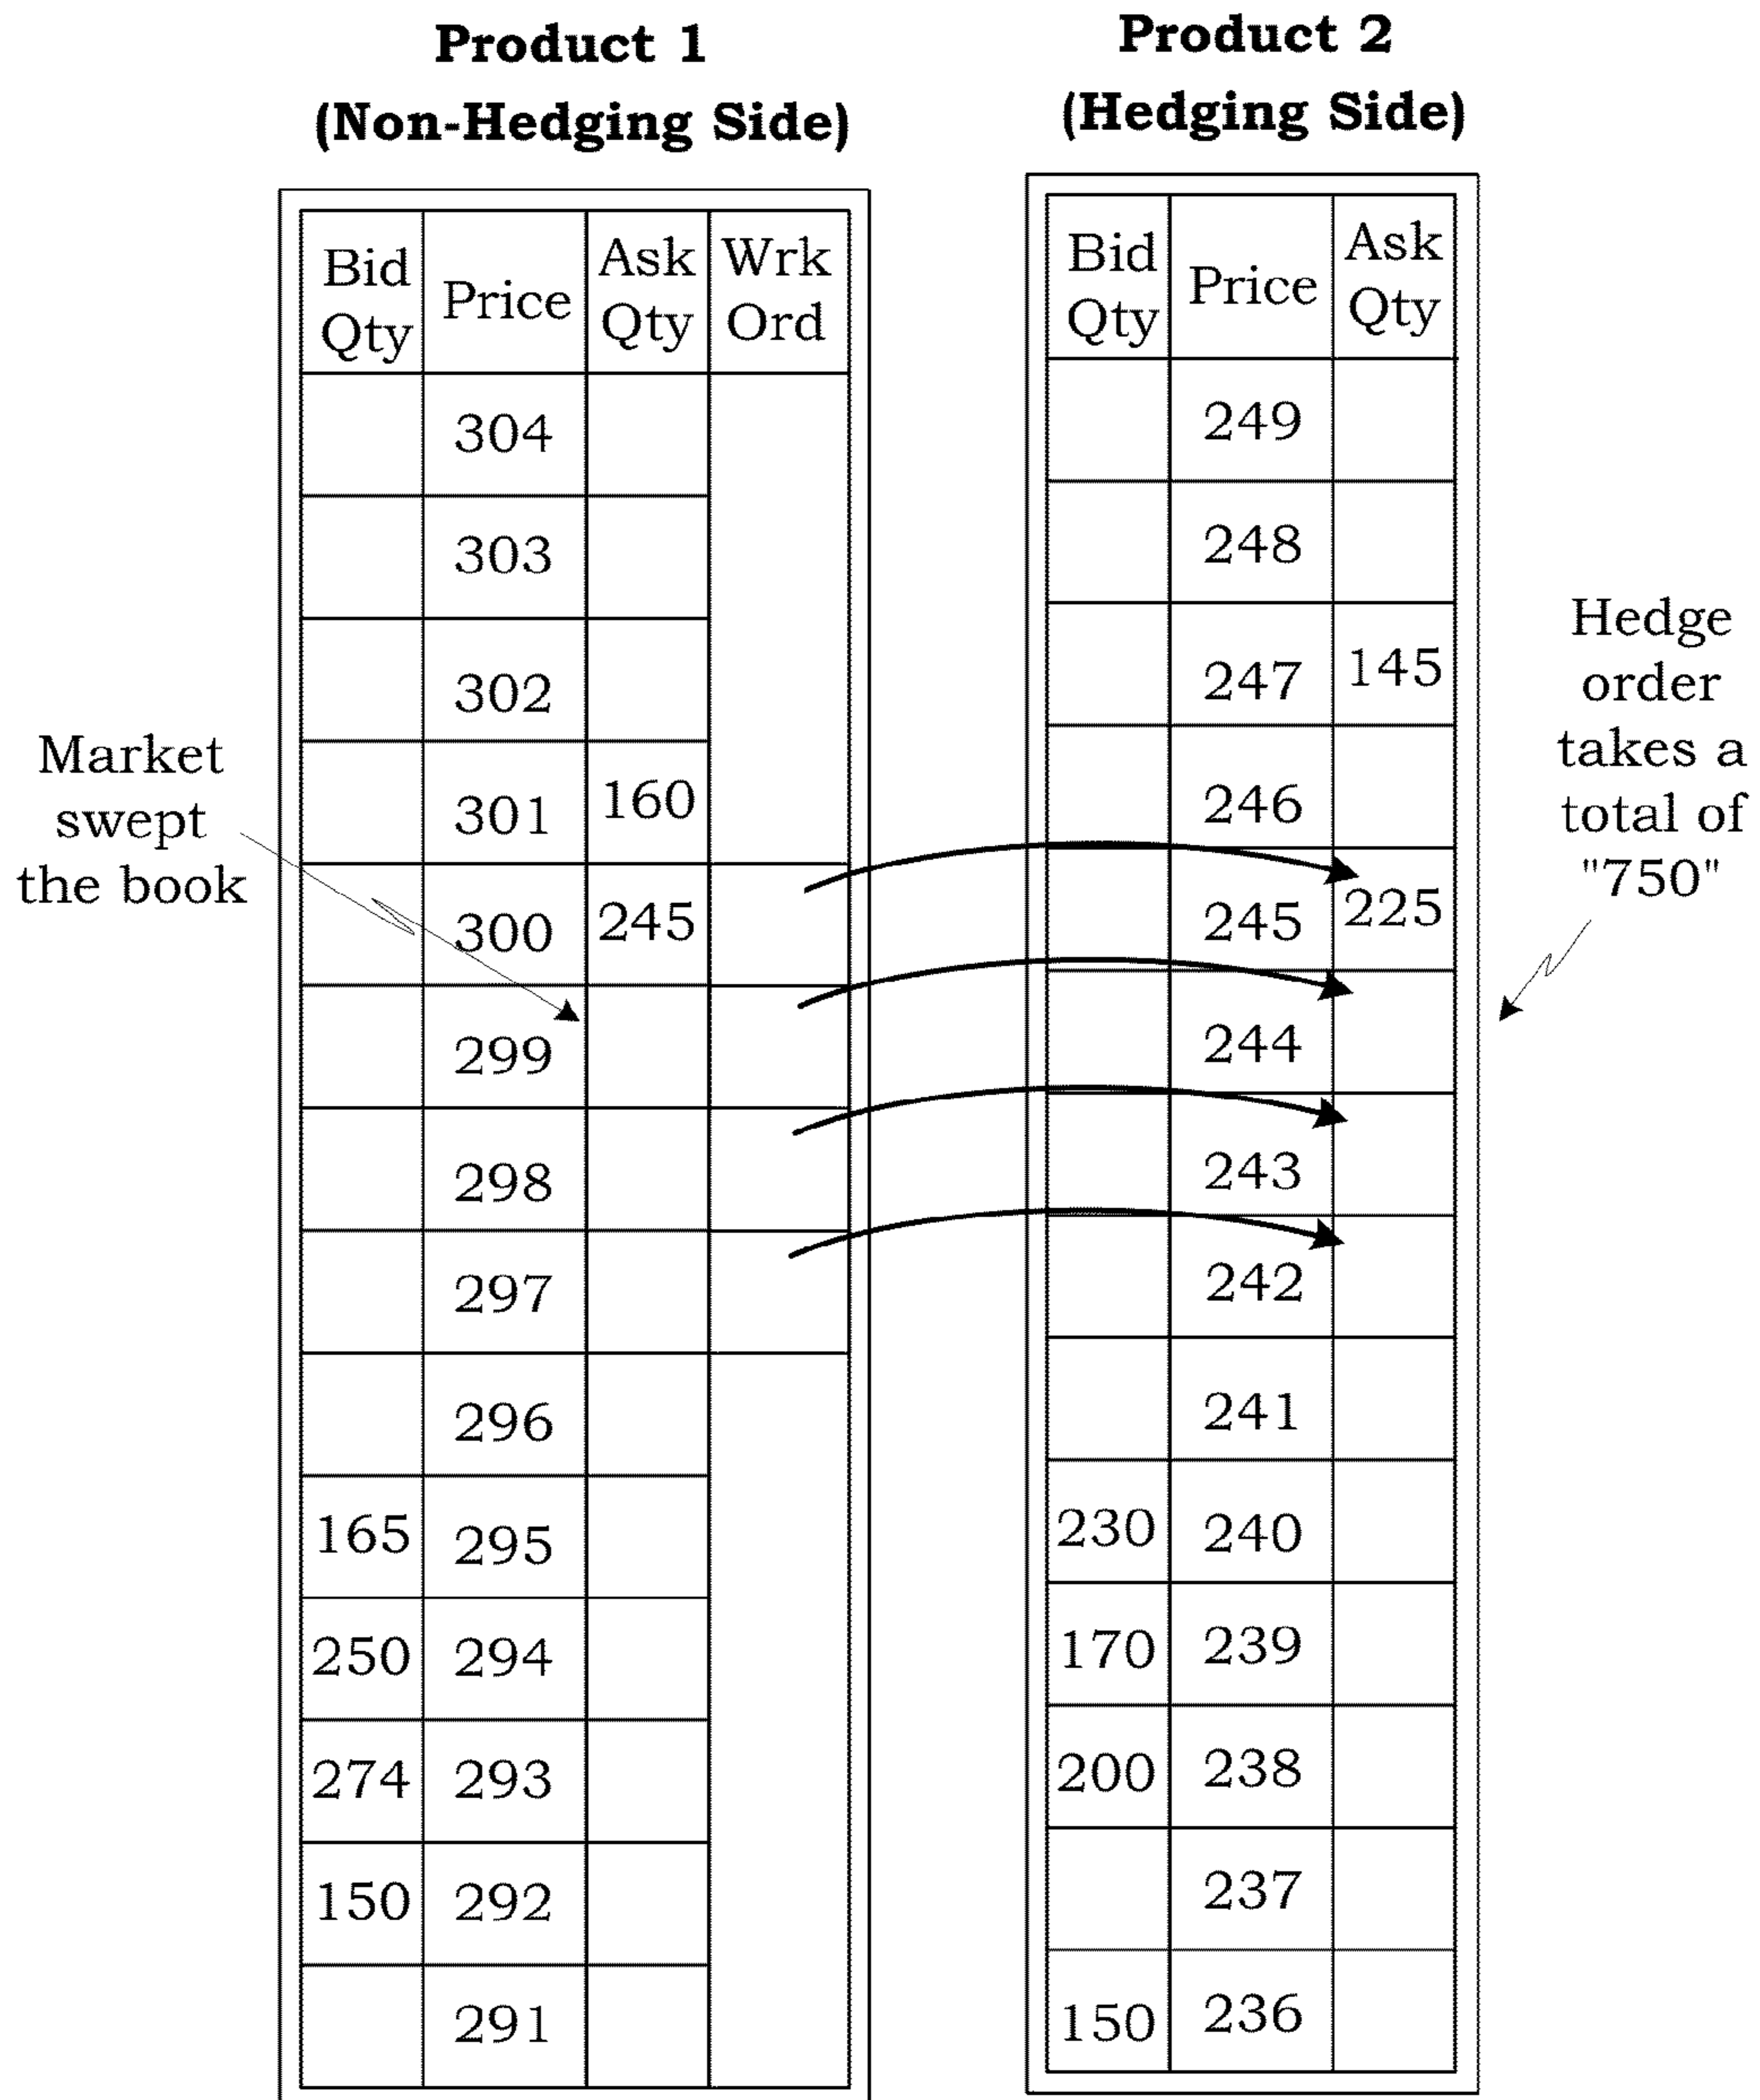 Product 1
(Non-Hedging Side)
Bid Qty Price Ask Qty Wrk Ord
304
303
302
301 160
300 245
299
298
297
296
165 295
250 294
274 293
150 292
291
Market
swept
the book
Product 2
(Hedging Side)
Bid Qty Price Ask Qty
249
248
247 145
246
245 225
244
243
242
241
230 240
170 239
200 238
237
150 236
Hedge
order
takes a
total of
"750"